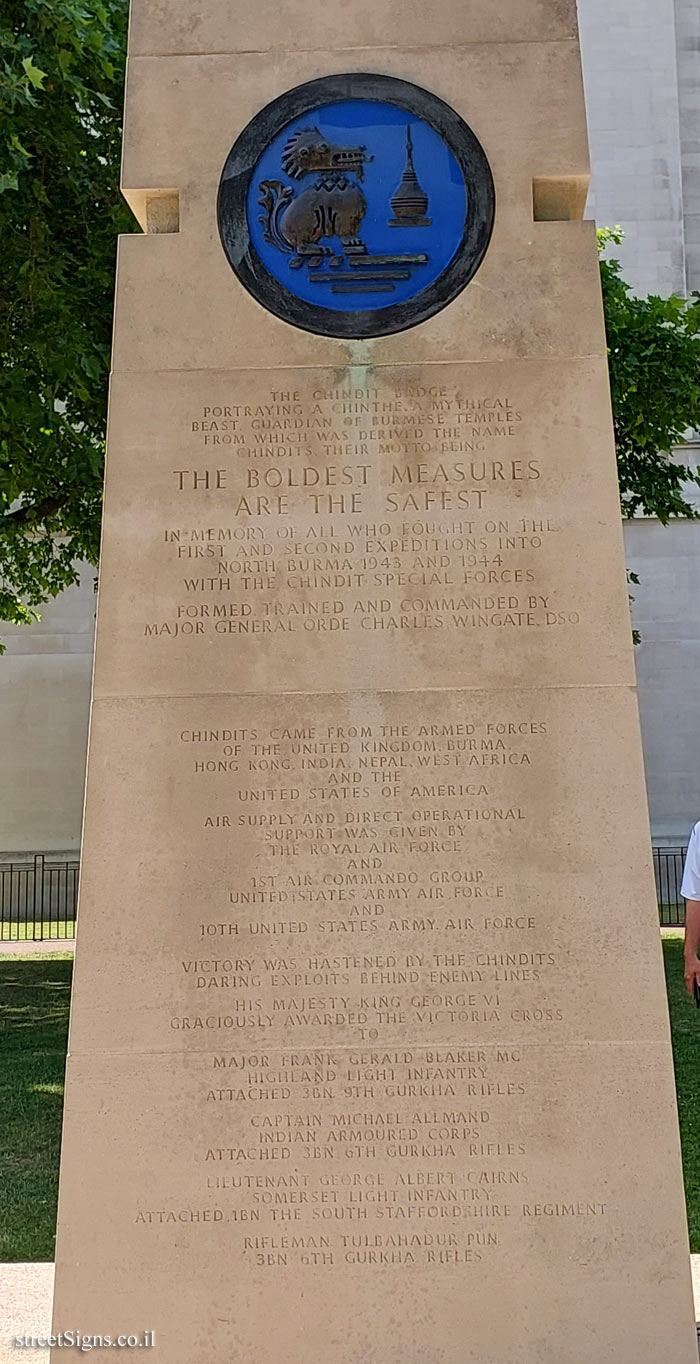 THE CHINDIT BADGE
PORTRAYING A CHINTHE, A MYTHICAL
BEAST, GUARDIAN OF BURMESE TEMPLES
FROM WHICH WAS DERIVED THE NAME
CHINDITS, THEIR MOTTO BEING
THE BOLDEST MEASURES
ARE THE SAFEST
IN MEMORY OF ALL WHO FOUGHT ON THE
FIRST AND SECOND EXPEDITIONS INTO
NORTH BURMA 1943 AND 1944
WITH THE CHINDIT SPECIAL FORCES
FORMED, TRAINED AND COMMANDED BY
MAJOR GENERAL ORDE CHARLES WINGATE, DSO
CHINDITS CAME FROM THE ARMED FORCES
OF THE UNITED KINGDOM, BURMA,
HONG KONG, INDIA, NEPAL, WEST AFRICA
AND THE
UNITED STATES OF AMERICA
AIR SUPPLY AND DIRECT OPERATIONAL
SUPPORT WAS GIVEN BY
THE ROYAL AIR FORCE
AND
1ST AIR COMMANDO GROUP
UNITED STATES ARMY AIR FORCE
AND
10TH UNITED STATES ARMY AIR FORCE
VICTORY WAS HASTENED BY THE CHINDITS
DARING EXPLOITS BEHIND ENEMY LINES
HIS MAJESTY KING GEORGE VI
GRACIOUSLY AWARDED THE VICTORIA CROSS
TO
MAJOR FRANK GERALD BLAKER MC
HIGHLAND LIGHT INFANTRY
ATTACHED 3BN 9TH GURKHA RIFLES
CAPTAIN MICHAEL ALLMAND
INDIAN ARMOURED CORPS
ATTACHED 3BN 6TH GURKHA RIFLES
LIEUTENANT GEORGE ALBERT CAIRNS
SOMERSET LIGHT INFANTRY
ATTACHED 1BN THE SOUTH STAFFORDSHIRE REGIMENT
RIFLEMAN TULBAHADUR PUN
3BN 6TH GURKHA RIFLES
streetSigns.co.il